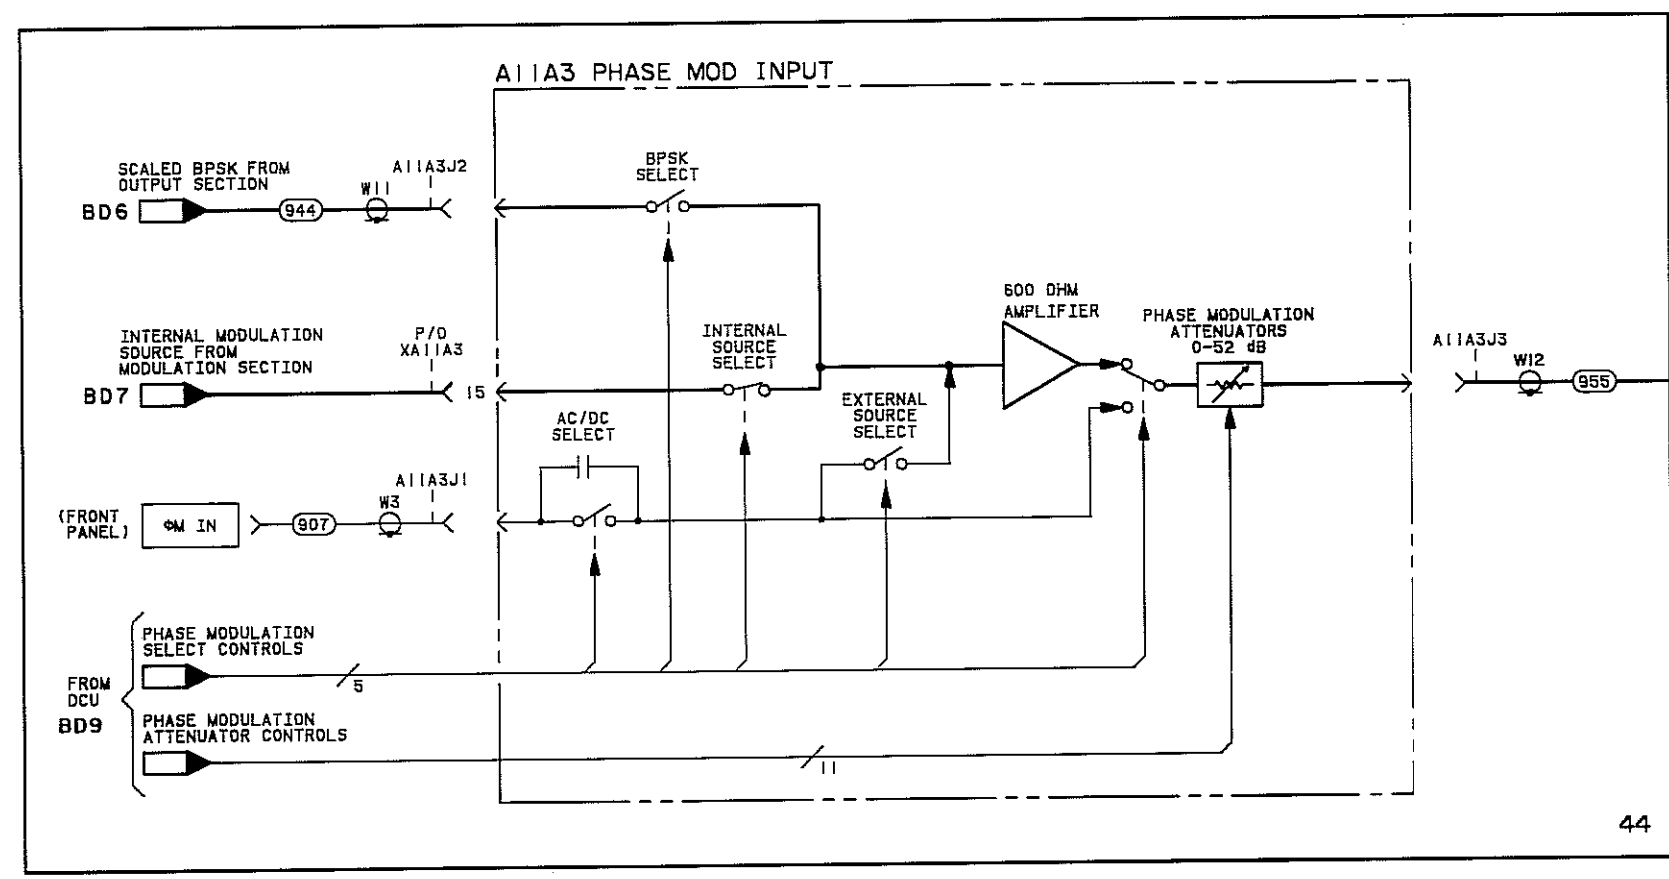 A11A3 PHASE MOD INPUT
SCALED BPSK FROM
OUTPUT SECTION
BD6
944
W11
A11A3J2
BPSK
SELECT
INTERNAL MODULATION
SOURCE FROM
MODULATION SECTION
BD7
P/O
XA11A3
15
INTERNAL
SOURCE
SELECT
600 OHM
AMPLIFIER
PHASE MODULATION
ATTENUATORS
0-52 dB
A11A3J3
W12
955
AC/DC
SELECT
EXTERNAL
SOURCE
SELECT
(FRONT
PANEL)
ΦM IN
907
W3
A11A3J1
FROM
DCU
BD9
PHASE MODULATION
SELECT CONTROLS
5
PHASE MODULATION
ATTENUATOR CONTROLS
11
44